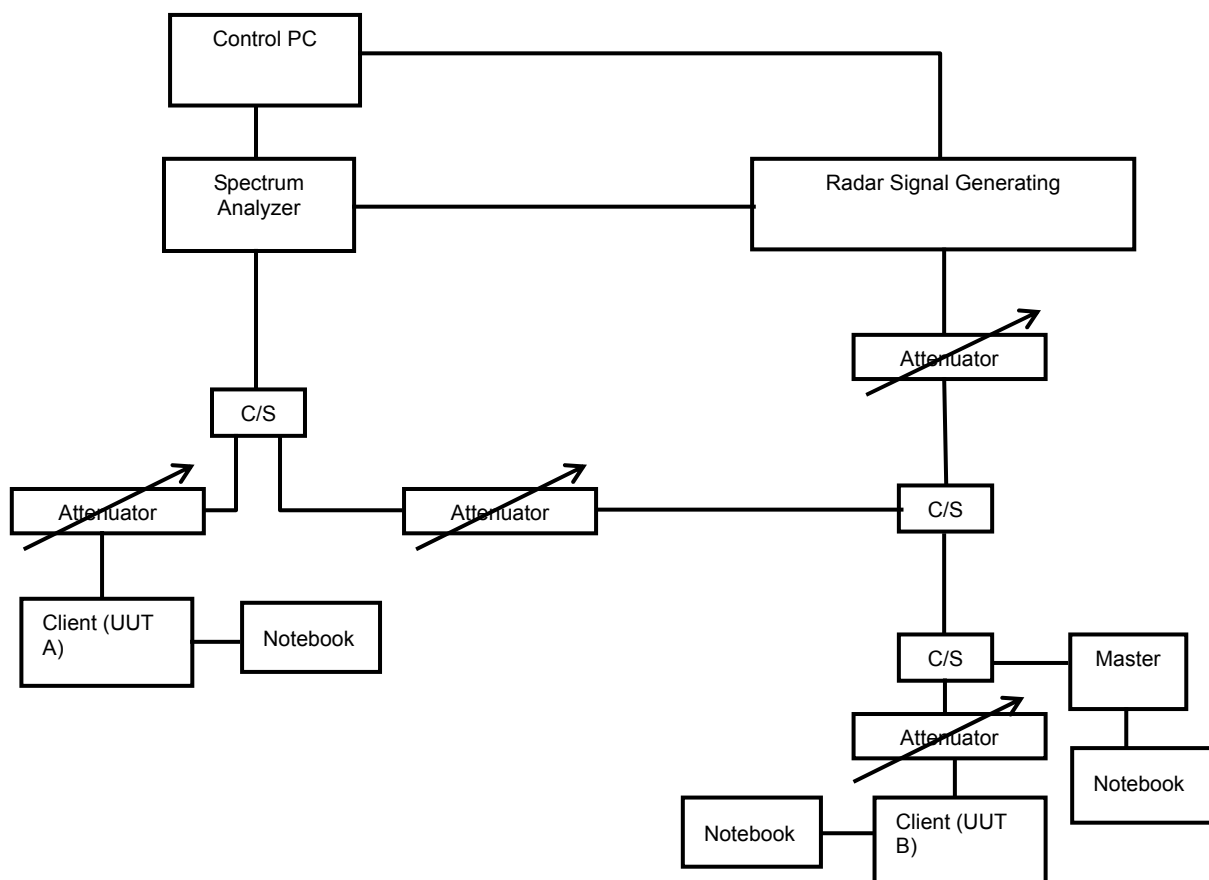 Control PC
Spectrum
Analyzer
Radar Signal Generating
Attenuator
C/S
Attenuator
Attenuator
C/S
Client (UUT
A)
Notebook
C/S
Master
Attenuator
Notebook
Notebook
Client (UUT
B)